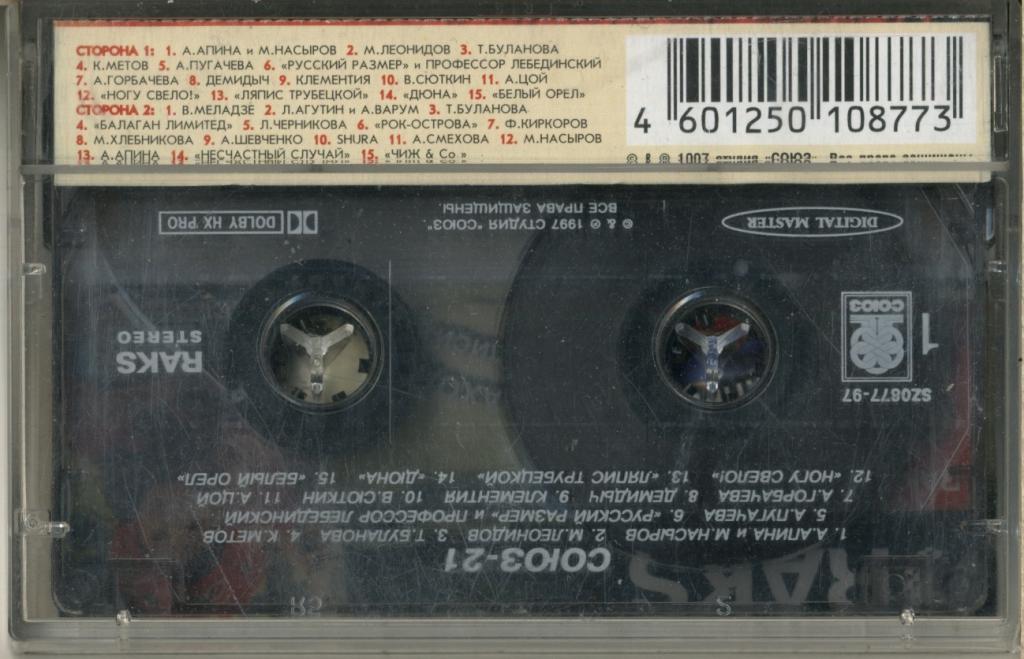 СТОРОНА 1: 1. А.АПИНА и М.НАСЫРОВ 2. М.ЛЕОНИДОВ 3. Т.БУЛАНОВА
4. К.МЕТОВ 5. А.ПУГАЧЕВА 6. «РУССКИЙ РАЗМЕР» и ПРОФЕССОР ЛЕБЕДИНСКИЙ
7. А.ГОРБАЧЕВА 8. ДЕМИДЫЧ 9. КЛЕМЕНТИЯ 10. В.СЮТКИН 11. А.ЦОЙ
12. «НОГУ СВЕЛО!» 13. «ЛЯПИС ТРУБЕЦКОЙ» 14. «ДЮНА» 15. «БЕЛЫЙ ОРЕЛ»
СТОРОНА 2: 1. В.МЕЛАДЗЕ 2. Л.АГУТИН и А.ВАРУМ 3. Т.БУЛАНОВА
4. «БАЛАГАН ЛИМИТЕД» 5. Л.ЧЕРНИКОВА 6. «РОК-ОСТРОВА» 7. Ф.КИРКОРОВ
8. М.ХЛЕБНИКОВА 9. А.ШЕВЧЕНКО 10. SHURA 11. А.СМЕХОВА 12. М.НАСЫРОВ
13. А.АПИНА 14. «НЕСЧАСТНЫЙ СЛУЧАЙ» 15. «ЧИЖ & Со »
4 601250 108773
СОЮЗ-21
1. А.АПИНА И М.НАСЫРОВ 2. М.ЛЕОНИДОВ 3. Т.БУЛАНОВА 4. К.МЕТОВ
5. А.ПУГАЧЕВА 6. «РУССКИЙ РАЗМЕР» И ПРОФЕССОР ЛЕБЕДИНСКИЙ
7. А.ГОРБАЧЕВА 8. ДЕМИДЫЧ 9. КЛЕМЕНТИЯ 10. В.СЮТКИН 11. А.ЦОЙ
12. «НОГУ СВЕЛО!» 13. «ЛЯПИС ТРУБЕЦКОЙ» 14. «ДЮНА» 15. «БЕЛЫЙ ОРЕЛ»
SZ0877-97
1
СОЮЗ
RAKS
STEREO
DIGITAL MASTER
© & ℗ 1997 СТУДИЯ "СОЮЗ"
ВСЕ ПРАВА ЗАЩИЩЕНЫ.
DOLBY HX PRO
RAKS